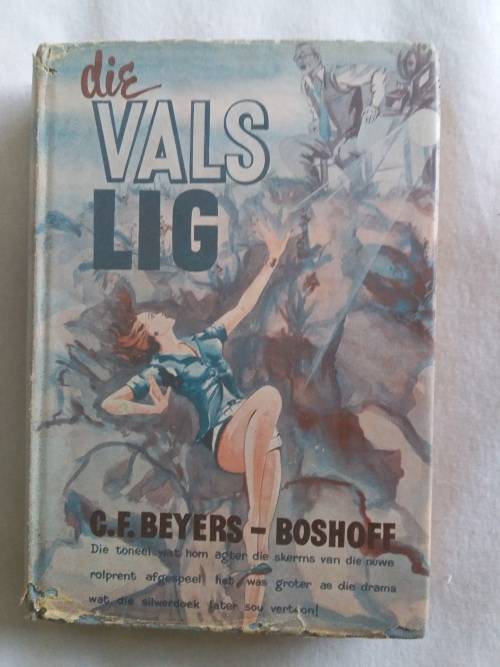 die
VALS
LIG
C.F. BEYERS – BOSHOFF
Die toneel wat hom agter die skerms van die nuwe
rolprent afgespeel het, was groter as die drama
wat die silwerdoek later sou vertoon!